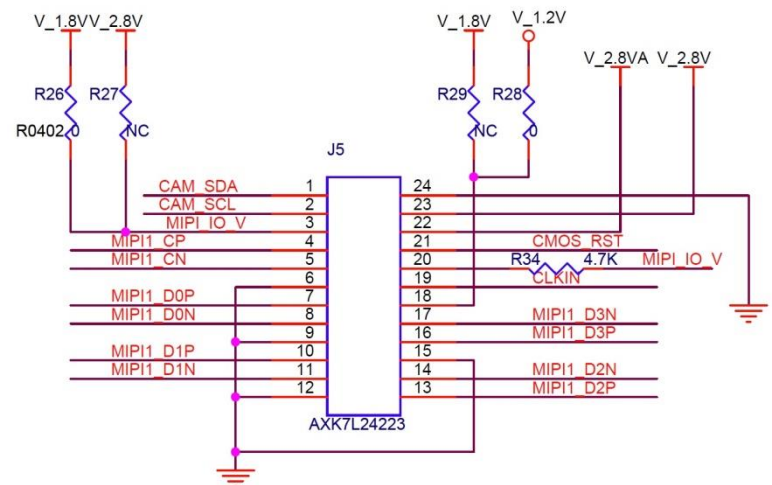 V_1.8V V_2.8V V_1.8V V_1.2V
V_2.8VA V_2.8V
R26 R27 R29 R28
R0402 0 NC NC 0
J5
CAM_SDA 1 24
CAM_SCL 2 23
MIPI_IO_V 3 22
MIPI1_CP 4 21 CMOS_RST
MIPI1_CN 5 20 R34 4.7K MIPI_IO_V
6 19 CLKIN
MIPI1_D0P 7 18
MIPI1_D0N 8 17 MIPI1_D3N
9 16 MIPI1_D3P
MIPI1_D1P 10 15
MIPI1_D1N 11 14 MIPI1_D2N
12 13 MIPI1_D2P
AXK7L24223